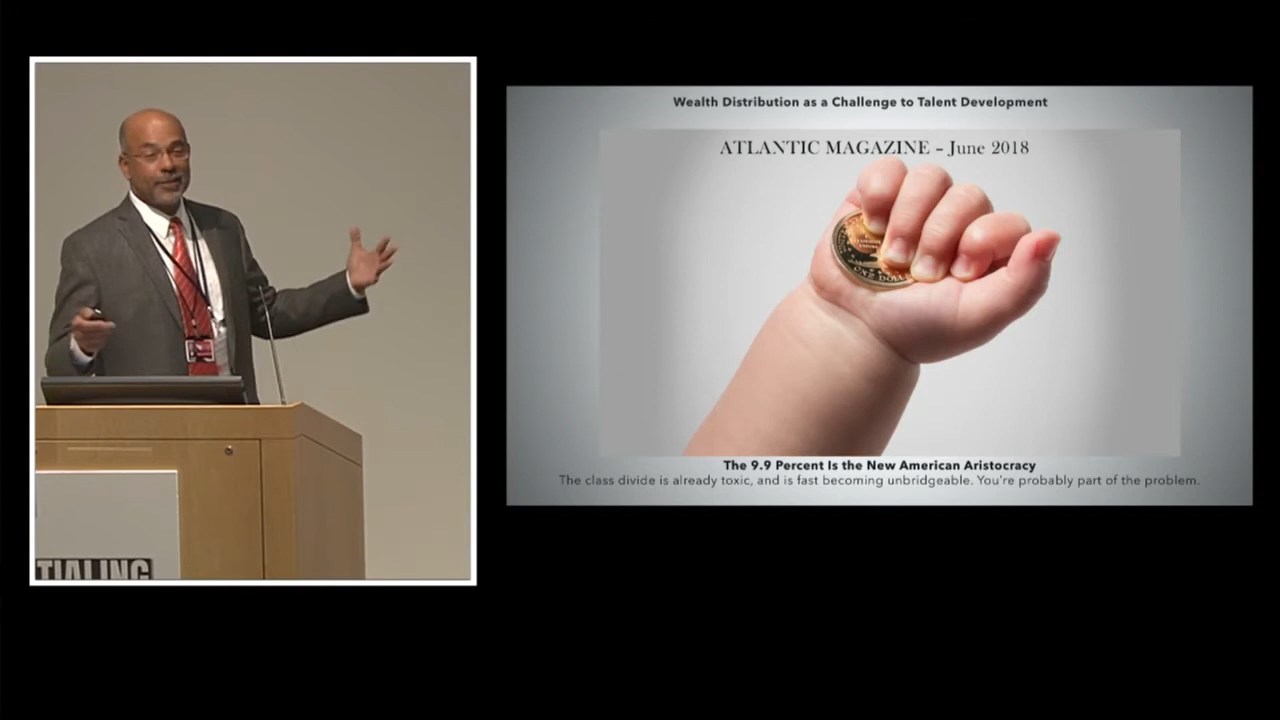 Wealth Distribution as a Challenge to Talent Development
ATLANTIC MAGAZINE – June 2018
ONE DOLLAR
The 9.9 Percent Is the New American Aristocracy
The class divide is already toxic, and is fast becoming unbridgeable. You're probably part of the problem.
TIALING